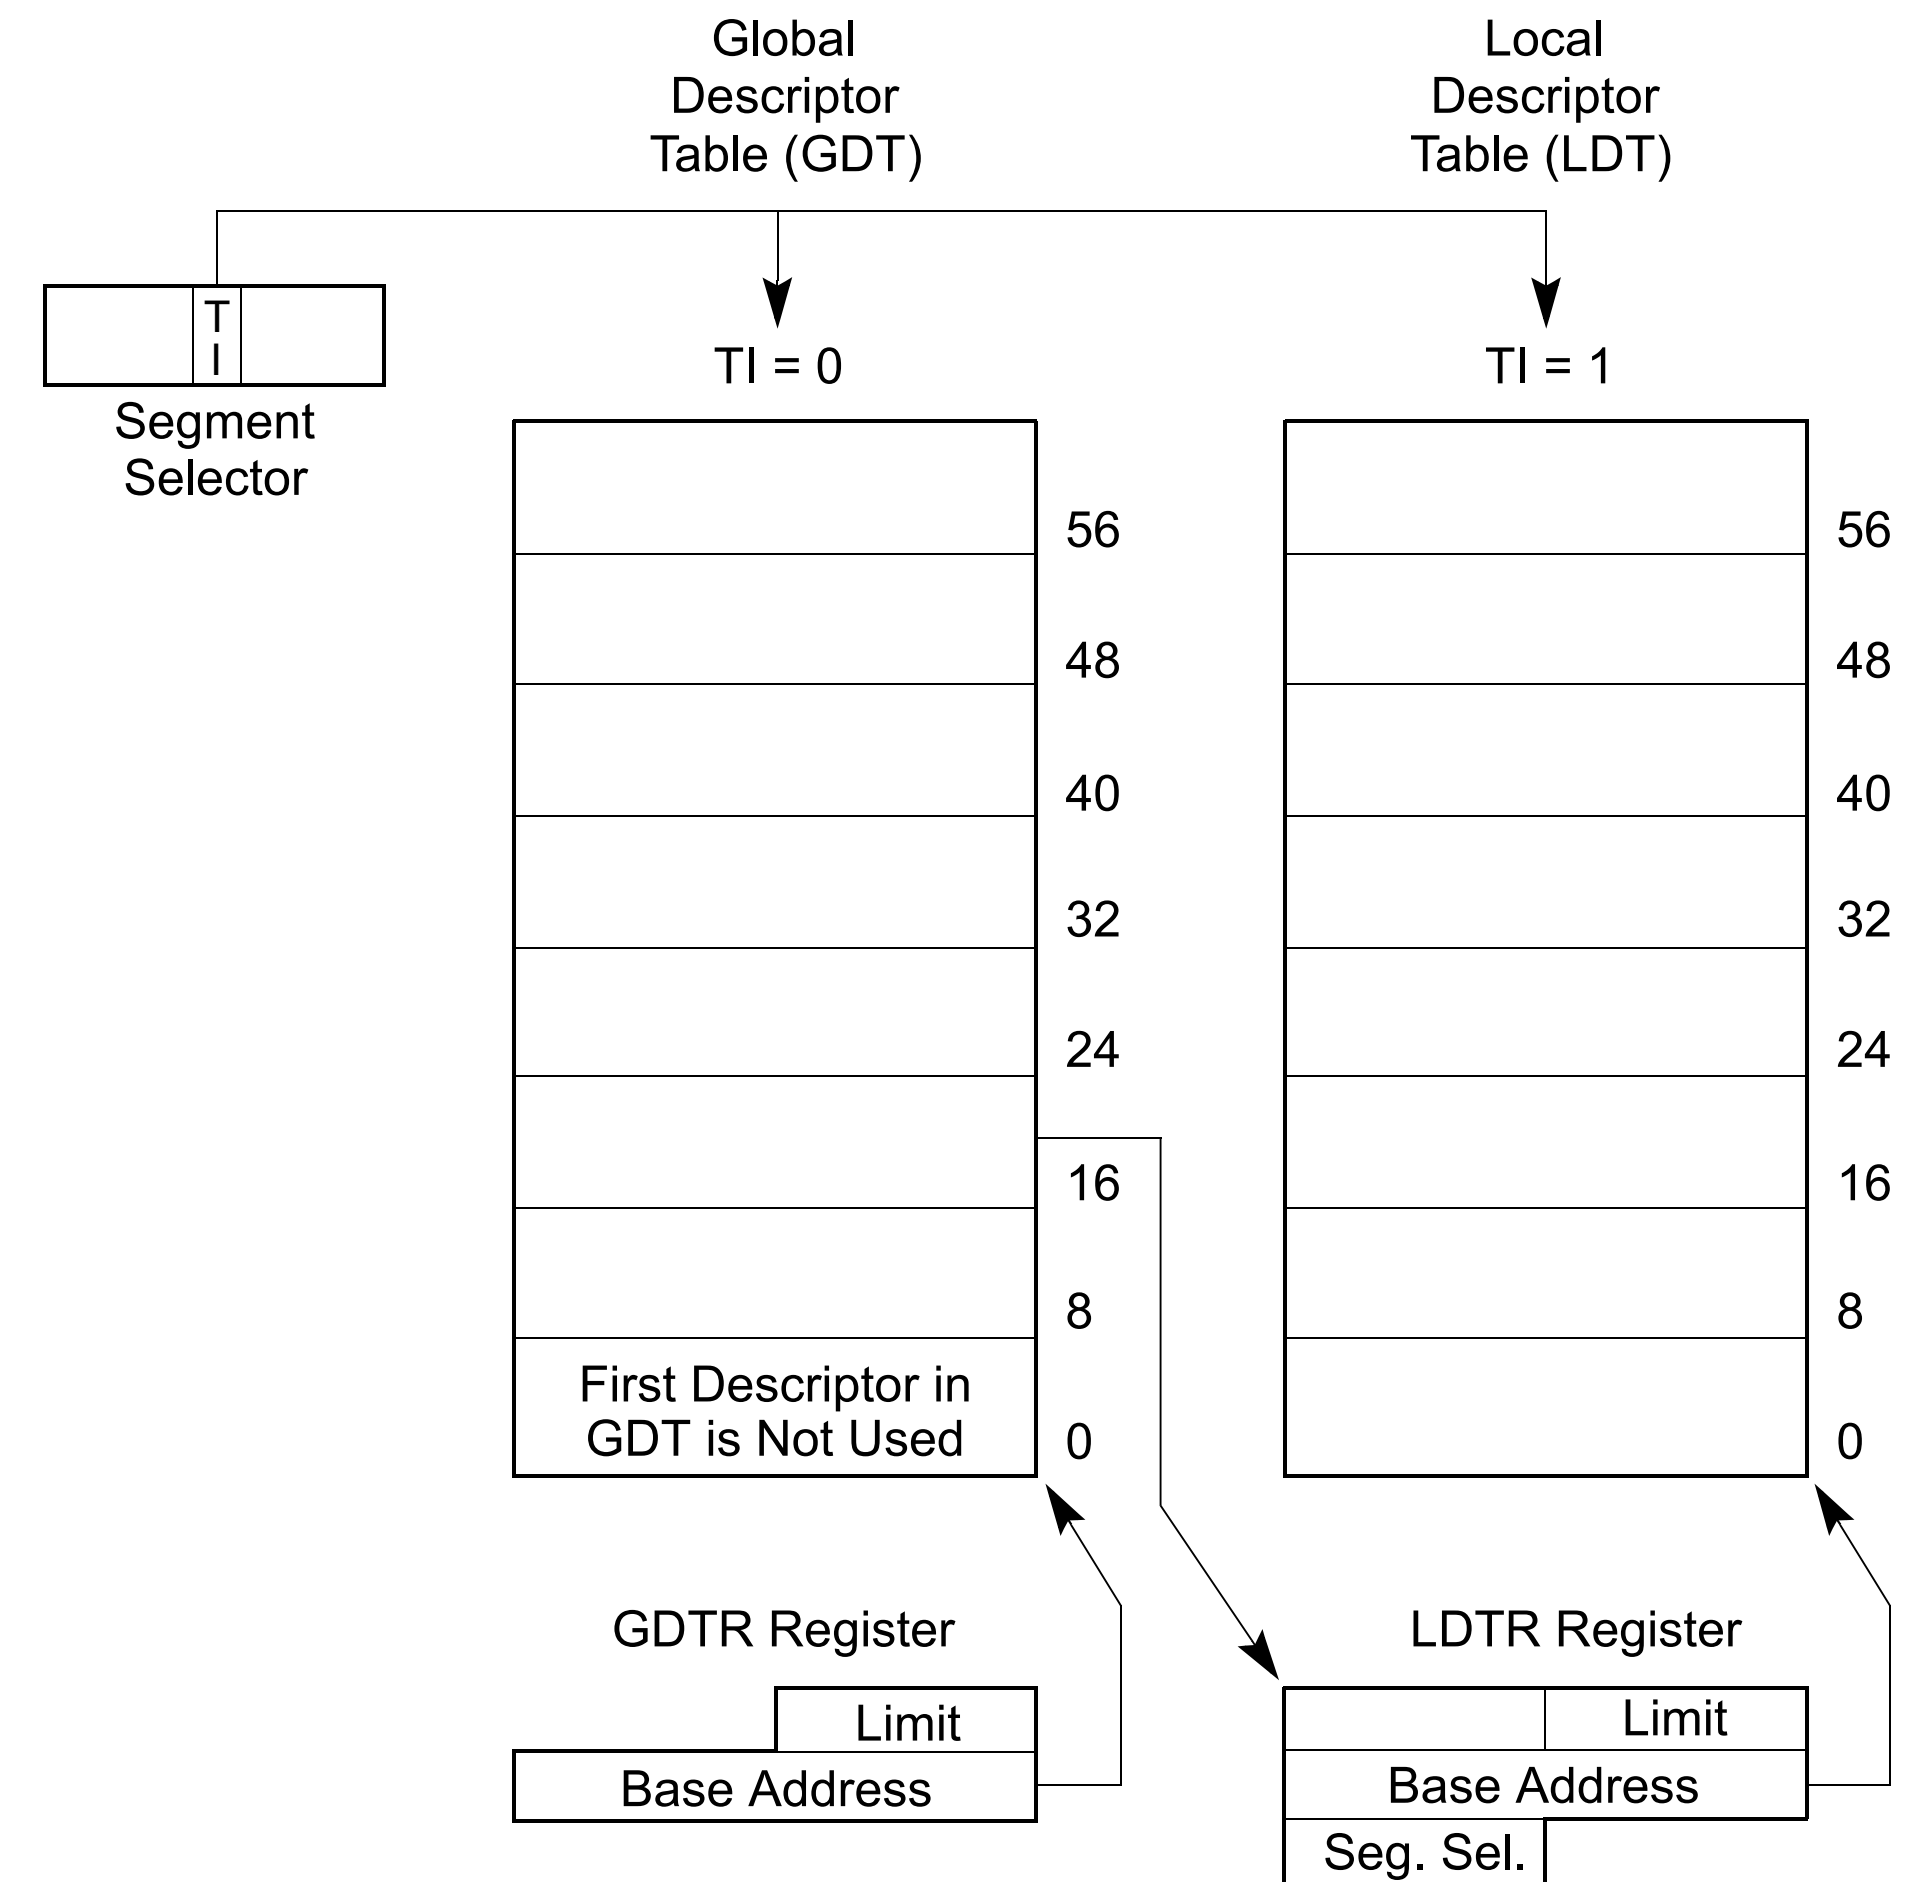 Global
Descriptor
Table (GDT)
Local
Descriptor
Table (LDT)
T
I
Segment
Selector
TI = 0
TI = 1
56
48
40
32
24
16
8
First Descriptor in
GDT is Not Used
0
56
48
40
32
24
16
8
0
GDTR Register
Limit
Base Address
LDTR Register
Limit
Base Address
Seg. Sel.